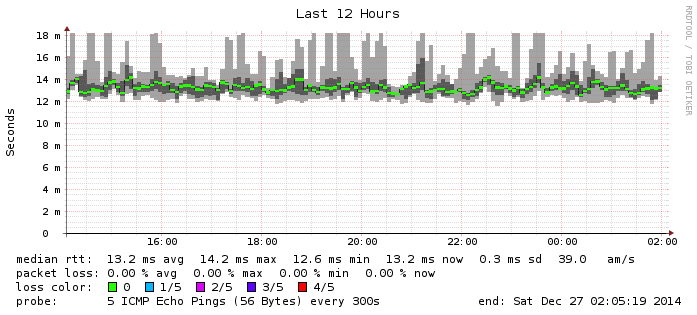 Last 12 Hours
RRDTOOL / TOBI OETIKER
Seconds
18 m
16 m
14 m
12 m
10 m
8 m
6 m
4 m
2 m
0
16:00 18:00 20:00 22:00 00:00 02:00
median rtt: 13.2 ms avg 14.2 ms max 12.6 ms min 13.2 ms now 0.3 ms sd 39.0 am/s
packet loss: 0.00 % avg 0.00 % max 0.00 % min 0.00 % now
loss color: 0 1/5 2/5 3/5 4/5
probe: 5 ICMP Echo Pings (56 Bytes) every 300s end: Sat Dec 27 02:05:19 2014